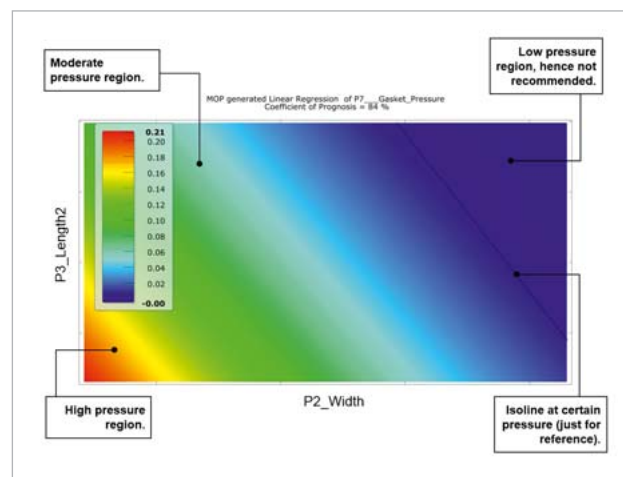 Moderate
pressure region.
Low pressure
region, hence not
recommended.
MOP generated Linear Regression of P7___Gasket_Pressure
Coefficient of Prognosis = 84 %
0.21
0.20
0.18
0.16
0.14
0.12
0.10
0.08
0.06
0.04
0.02
-0.00
P3_Length2
P2_Width
High pressure
region.
Isoline at certain
pressure (just for
reference).